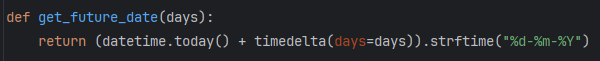 def get_future_date(days):
    return (datetime.today() + timedelta(days=days)).strftime("%d-%m-%Y")